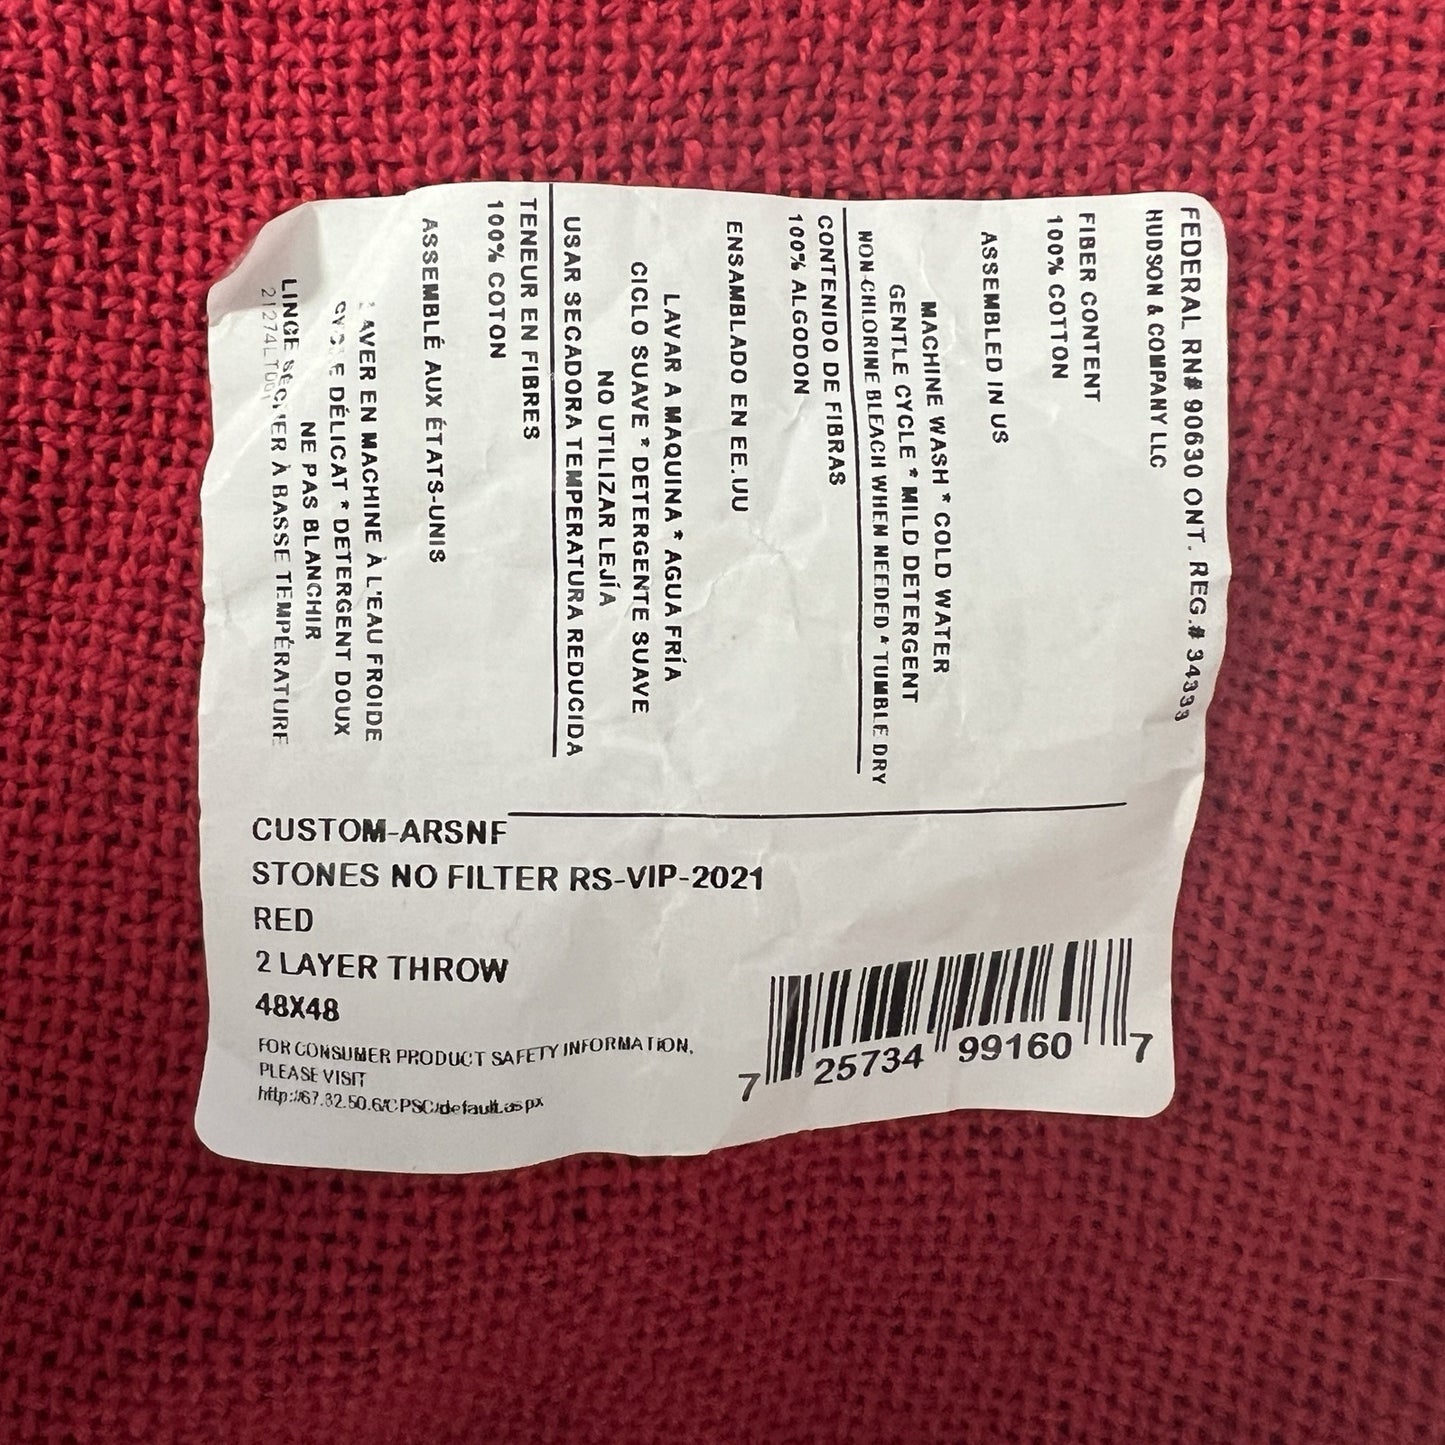 FEDERAL RN# 90630 ONT. REG.# 34333
HUDSON & COMPANY LLC
FIBER CONTENT
100% COTTON
ASSEMBLED IN US
MACHINE WASH * COLD WATER
GENTLE CYCLE * MILD DETERGENT
NON-CHLORINE BLEACH WHEN NEEDED * TUMBLE DRY
CONTENIDO DE FIBRAS
100% ALGODON
ENSAMBLADO EN EE.UU
LAVAR A MAQUINA * AGUA FRÍA
CICLO SUAVE * DETERGENTE SUAVE
NO UTILIZAR LEJÍA
USAR SECADORA TEMPERATURA REDUCIDA
TENEUR EN FIBRES
100% COTON
ASSEMBLÉ AUX ÉTATS-UNIS
LAVER EN MACHINE À L'EAU FROIDE
CYCLE DÉLICAT * DETERGENT DOUX
NE PAS BLANCHIR
LINGE SÉCHER À BASSE TEMPÉRATURE
21274LT001
CUSTOM-ARSNF
STONES NO FILTER RS-VIP-2021
RED
2 LAYER THROW
48X48
FOR CONSUMER PRODUCT SAFETY INFORMATION,
PLEASE VISIT
http://67.32.50.6/CPSC/default.aspx
7 25734 99160 7